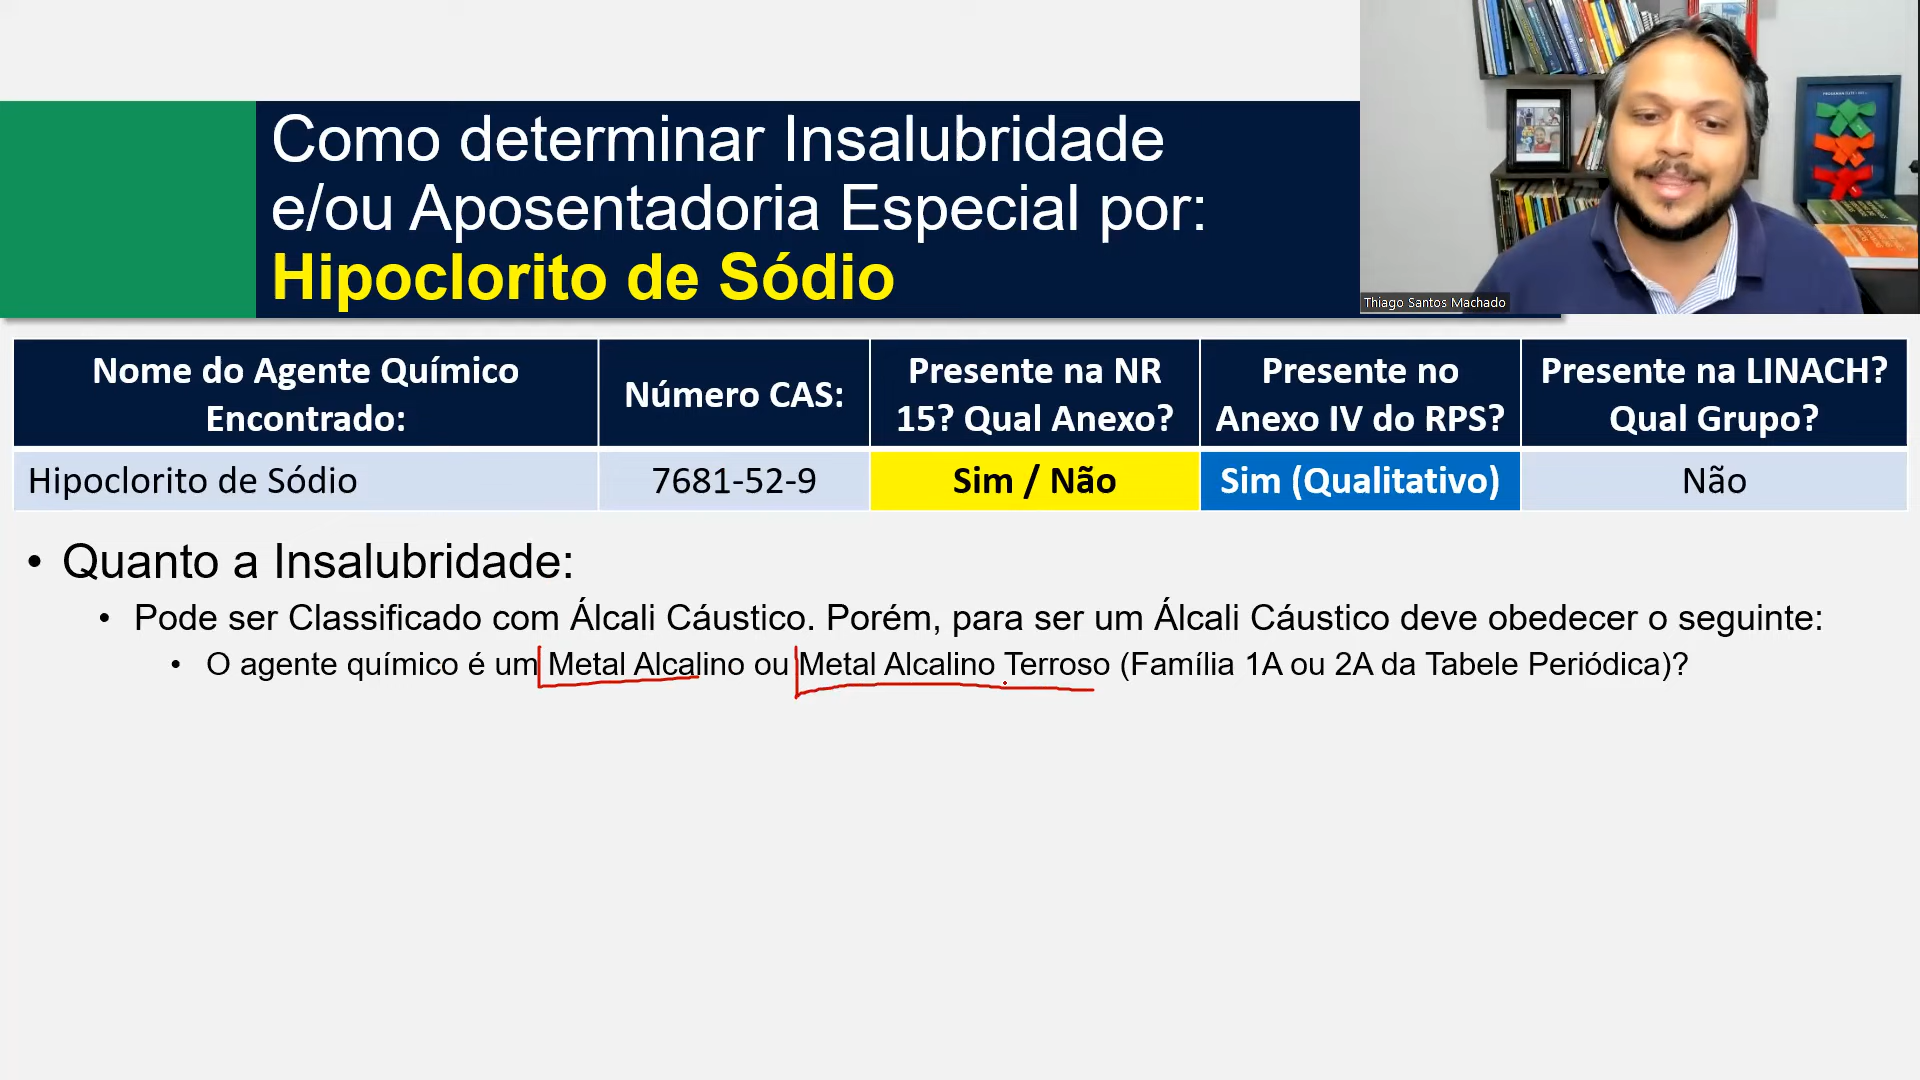 Como determinar Insalubridade
e/ou Aposentadoria Especial por:
Hipoclorito de Sódio
Thiago Santos Machado
Nome do Agente Químico
Encontrado:
Número CAS:
Presente na NR
15? Qual Anexo?
Presente no
Anexo IV do RPS?
Presente na LINACH?
Qual Grupo?
Hipoclorito de Sódio
7681-52-9
Sim / Não
Sim (Qualitativo)
Não
• Quanto a Insalubridade:
• Pode ser Classificado com Álcali Cáustico. Porém, para ser um Álcali Cáustico deve obedecer o seguinte:
• O agente químico é um Metal Alcalino ou Metal Alcalino Terroso (Família 1A ou 2A da Tabele Periódica)?